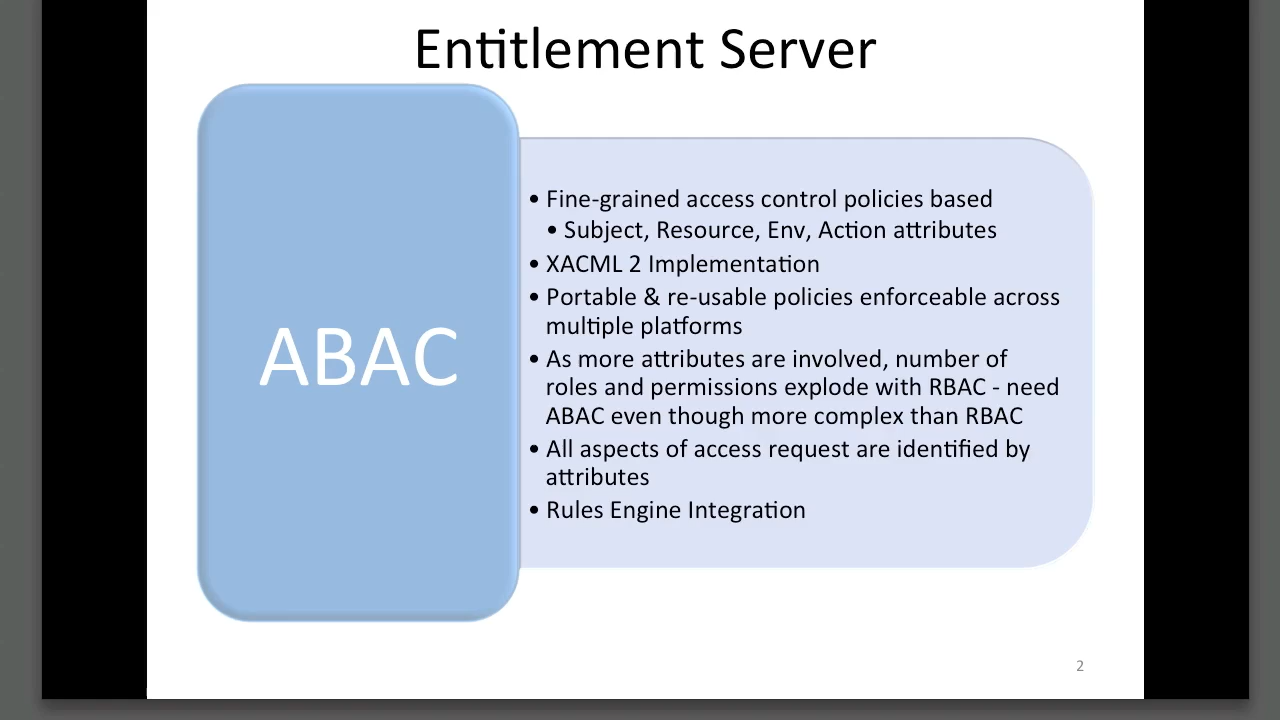 Entitlement Server
ABAC
• Fine-grained access control policies based
• Subject, Resource, Env, Action attributes
• XACML 2 Implementation
• Portable & re-usable policies enforceable across
multiple platforms
• As more attributes are involved, number of
roles and permissions explode with RBAC - need
ABAC even though more complex than RBAC
• All aspects of access request are identified by
attributes
• Rules Engine Integration
2